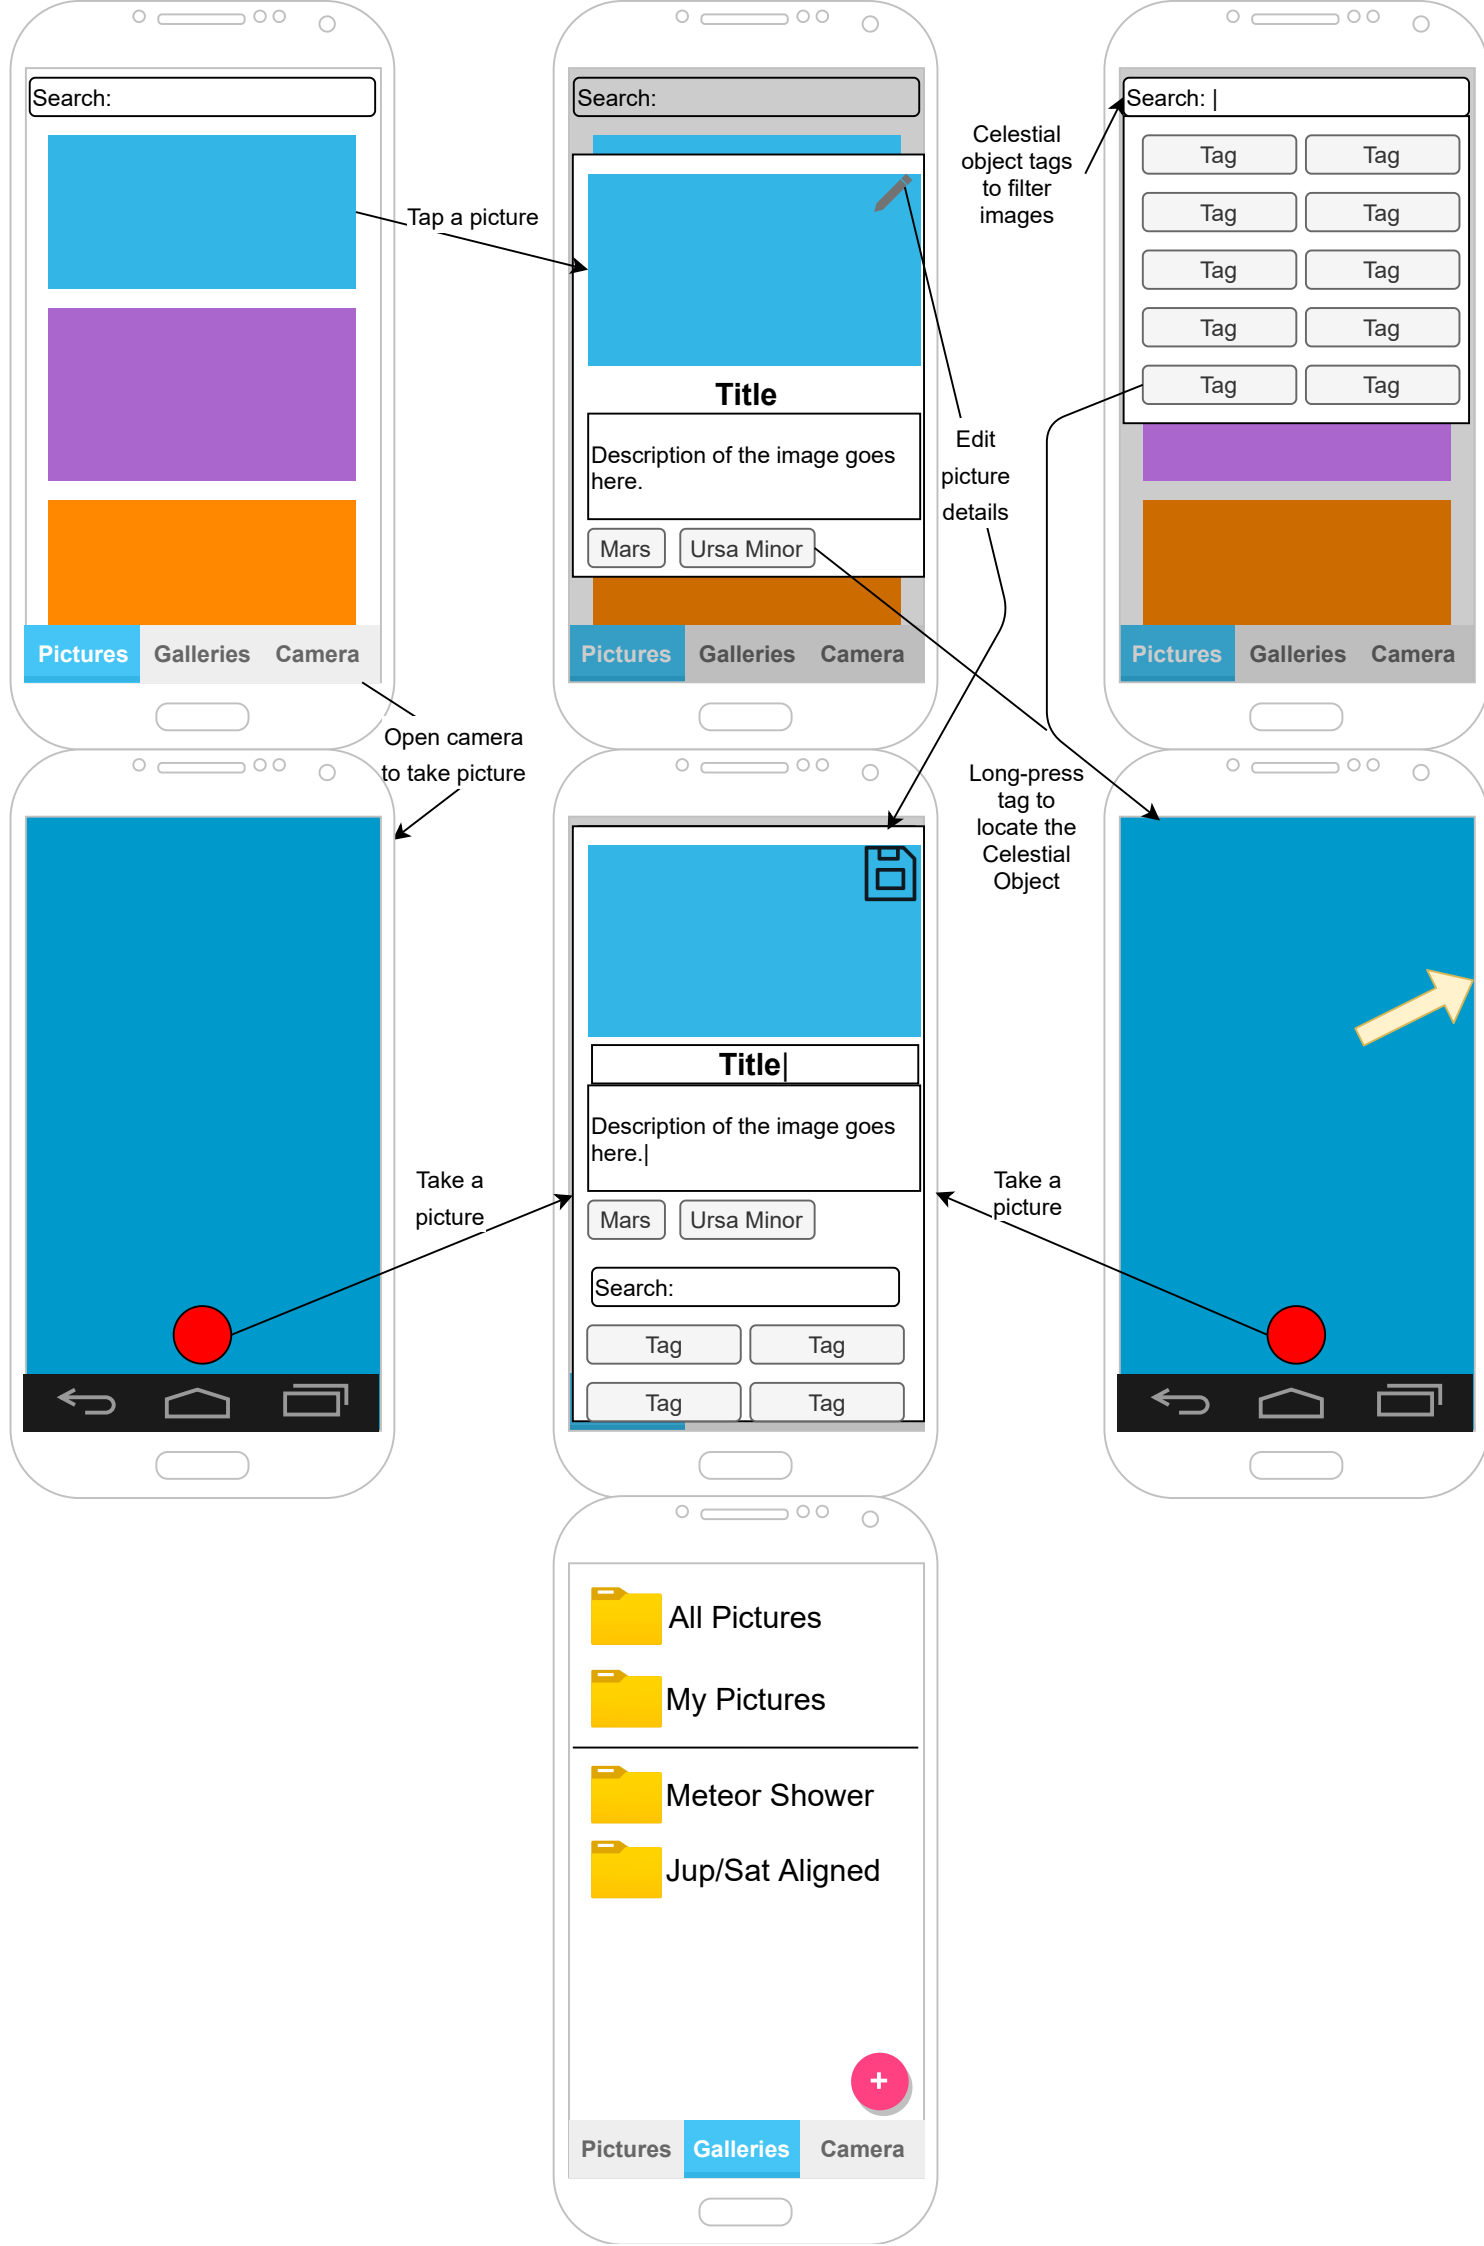 Search:
Pictures
Galleries
Camera
Tap a picture
Search:
Title
Description of the image goes
here.
Mars
Ursa Minor
Pictures
Galleries
Camera
Edit
picture
details
Celestial
object tags
to filter
images
Search: |
Tag
Tag
Tag
Tag
Tag
Tag
Tag
Tag
Tag
Tag
Pictures
Galleries
Camera
Open camera
to take picture
Long-press
tag to
locate the
Celestial
Object
Take a
picture
Title|
Description of the image goes
here.|
Mars
Ursa Minor
Search:
Tag
Tag
Tag
Tag
Take a
picture
All Pictures
My Pictures
Meteor Shower
Jup/Sat Aligned
+
Pictures
Galleries
Camera